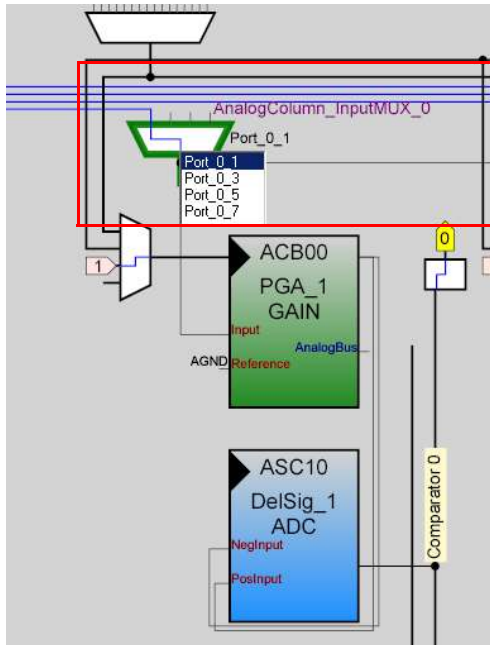 AnalogColumn_InputMUX_0
Port_0_1
Port_0_1
Port_0_3
Port_0_5
Port_0_7
0
1
ACB00
PGA_1
GAIN
Input
AnalogBus
AGND
Reference
ASC10
DelSig_1
ADC
NegInput
PosInput
Comparator 0